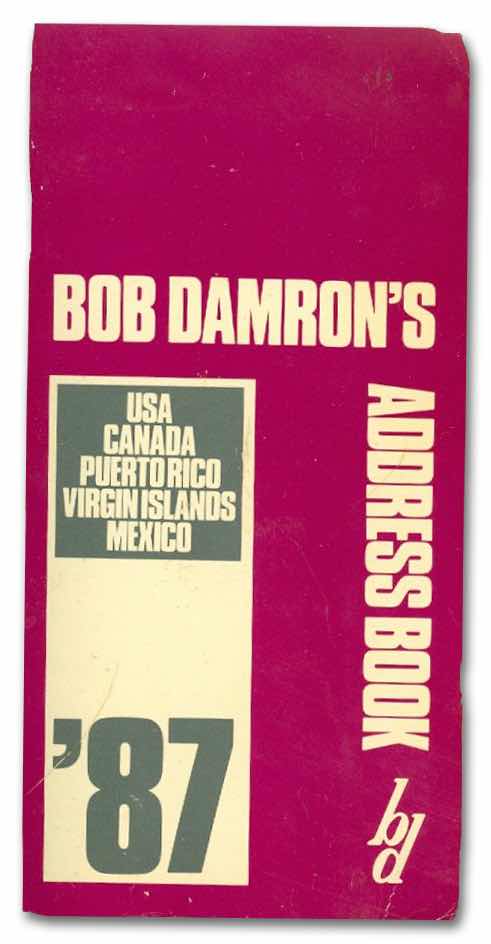 BOB DAMRON'S
ADDRESS BOOK
USA
CANADA
PUERTO RICO
VIRGIN ISLANDS
MEXICO
'87
bd